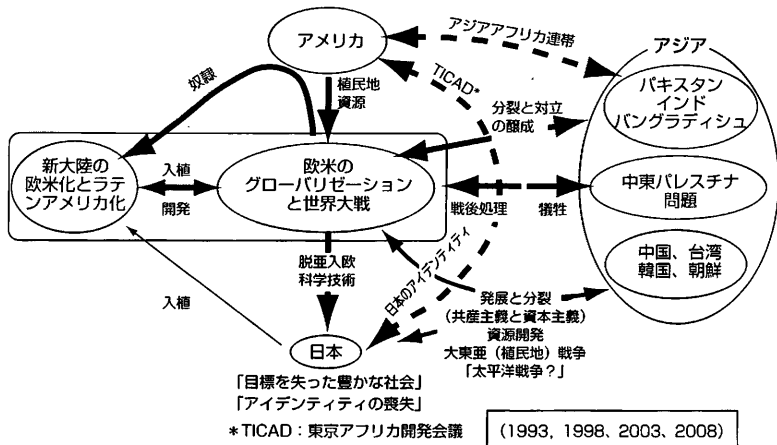 アメリカ
アジアアフリカ連帯
アジア
奴隷
植民地
資源
TICAD*
分裂と対立
の醸成
パキスタン
インド
バングラディシュ
新大陸の
欧米化とラテ
ンアメリカ化
入植
開発
欧米の
グローバリゼーション
と世界大戦
戦後処理
犠牲
中東パレスチナ
問題
中国、台湾
韓国、朝鮮
脱亜入欧
科学技術
日本のアイデンティティ
入植
発展と分裂
(共産主義と資本主義)
資源開発
大東亜(植民地)戦争
「太平洋戦争?」
日本
「目標を失った豊かな社会」
「アイデンティティの喪失」
*TICAD:東京アフリカ開発会議
(1993, 1998, 2003, 2008)